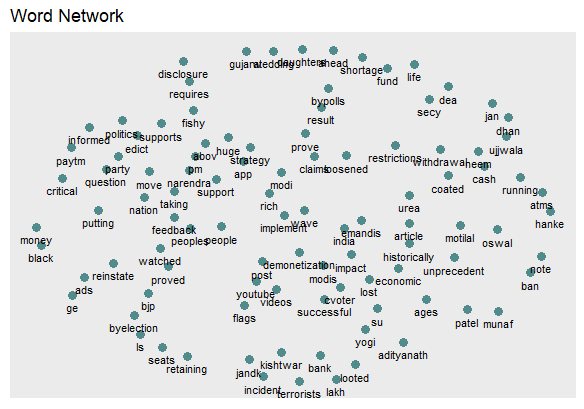 Word Network
gujarat
wedding
daughters
ahead
shortage
fund
life
disclosure
requires
bypolls
result
secy
dea
jan
dhan
ujjwala
fishy
politics
informed
edict
supports
paytm
party
question
critical
abov
huge
strategy
app
pm
narendra
support
prove
claims
loosened
modi
restrictions
withdrawal
heem
cash
coated
running
atms
hanke
move
taking
nation
rich
urea
putting
feedback
peoples
people
implement
wave
india
emandis
article
historically
motilal
oswal
money
black
watched
proved
reinstate
ads
ge
bjp
byelection
ls
seats
retaining
post
demonetization
impact
modis
youtube
videos
flags
successful
cvoter
lost
economic
unprecedent
note
ban
su
ages
patel
munaf
yogi
adityanath
jandk
kishtwar
incident
terrorists
bank
looted
lakh